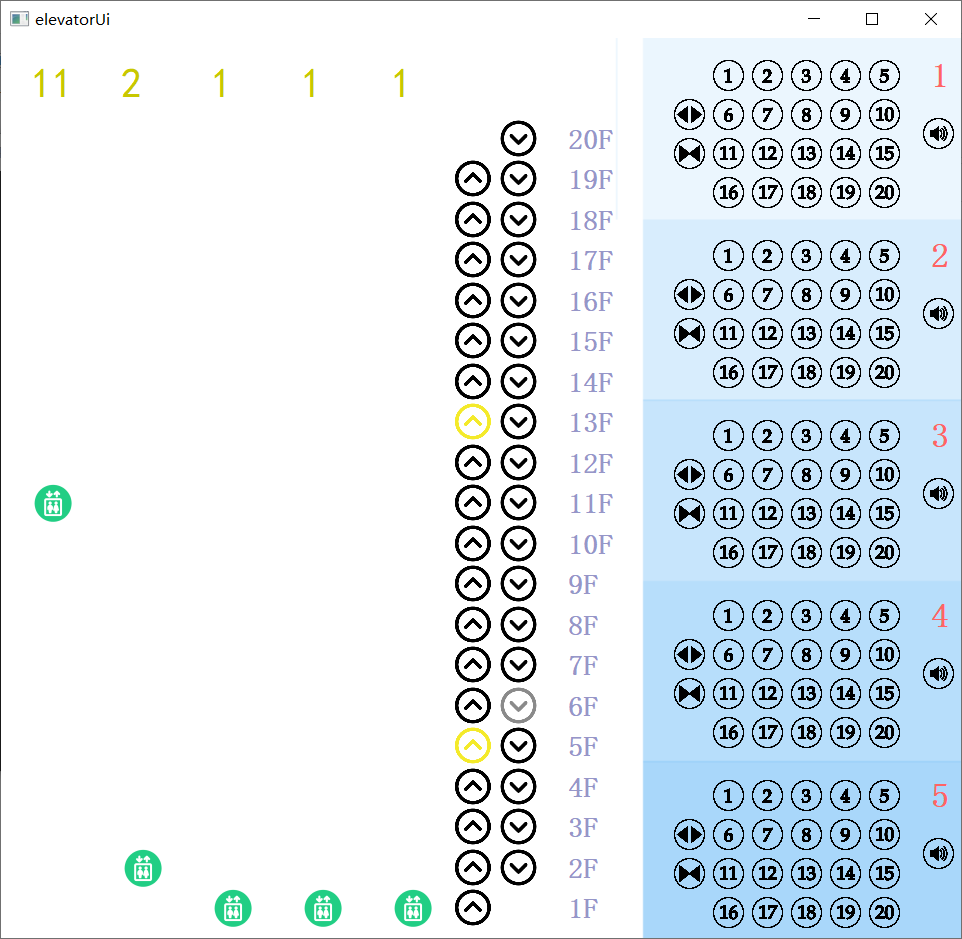 elevatorUi
11 2 1 1 1
20F
19F
18F
17F
16F
15F
14F
13F
12F
11F
10F
9F
8F
7F
6F
5F
4F
3F
2F
1F
1 2 3 4 5 1
6 7 8 9 10
11 12 13 14 15
16 17 18 19 20
1 2 3 4 5 2
6 7 8 9 10
11 12 13 14 15
16 17 18 19 20
1 2 3 4 5 3
6 7 8 9 10
11 12 13 14 15
16 17 18 19 20
1 2 3 4 5 4
6 7 8 9 10
11 12 13 14 15
16 17 18 19 20
1 2 3 4 5 5
6 7 8 9 10
11 12 13 14 15
16 17 18 19 20